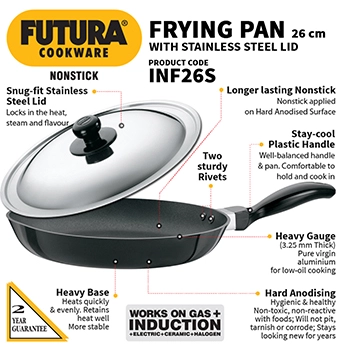 FUTURA®
COOKWARE
NONSTICK
FRYING PAN 26 cm
WITH STAINLESS STEEL LID
PRODUCT CODE
INF26S
Snug-fit Stainless
Steel Lid
Locks in the heat,
steam and flavour
Longer lasting Nonstick
Nonstick applied
on Hard Anodised Surface
Stay-cool
Plastic Handle
Well-balanced handle
& pan. Comfortable to
hold and cook in
Two
sturdy
Rivets
Heavy Gauge
(3.25 mm Thick)
Pure virgin
aluminium
for low-oil cooking
Heavy Base
Heats quickly
& evenly. Retains
heat well
More stable
Hard Anodising
Hygienic & healthy
Non-toxic, non-reactive
with foods; Will not pit,
tarnish or corrode; Stays
looking new for years
2
YEAR
GUARANTEE
WORKS ON GAS +
INDUCTION
+ELECTRIC+CERAMIC+HALOGEN